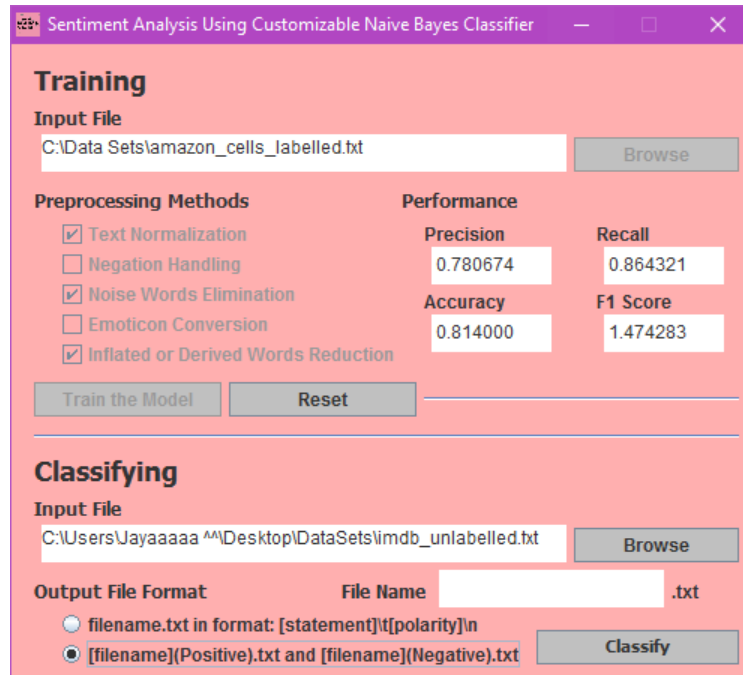 Sentiment Analysis Using Customizable Naive Bayes Classifier
Training
Input File
C:\Data Sets\amazon_cells_labelled.txt
Browse
Preprocessing Methods
Performance
Text Normalization
Negation Handling
Noise Words Elimination
Emoticon Conversion
Inflated or Derived Words Reduction
Precision
Recall
0.780674
0.864321
Accuracy
F1 Score
0.814000
1.474283
Train the Model
Reset
Classifying
Input File
C:\Users\Jayaaaaa ^^\Desktop\DataSets\imdb_unlabelled.txt
Browse
Output File Format
File Name
.txt
filename.txt in format: [statement]\t[polarity]\n
[filename](Positive).txt and [filename](Negative).txt
Classify